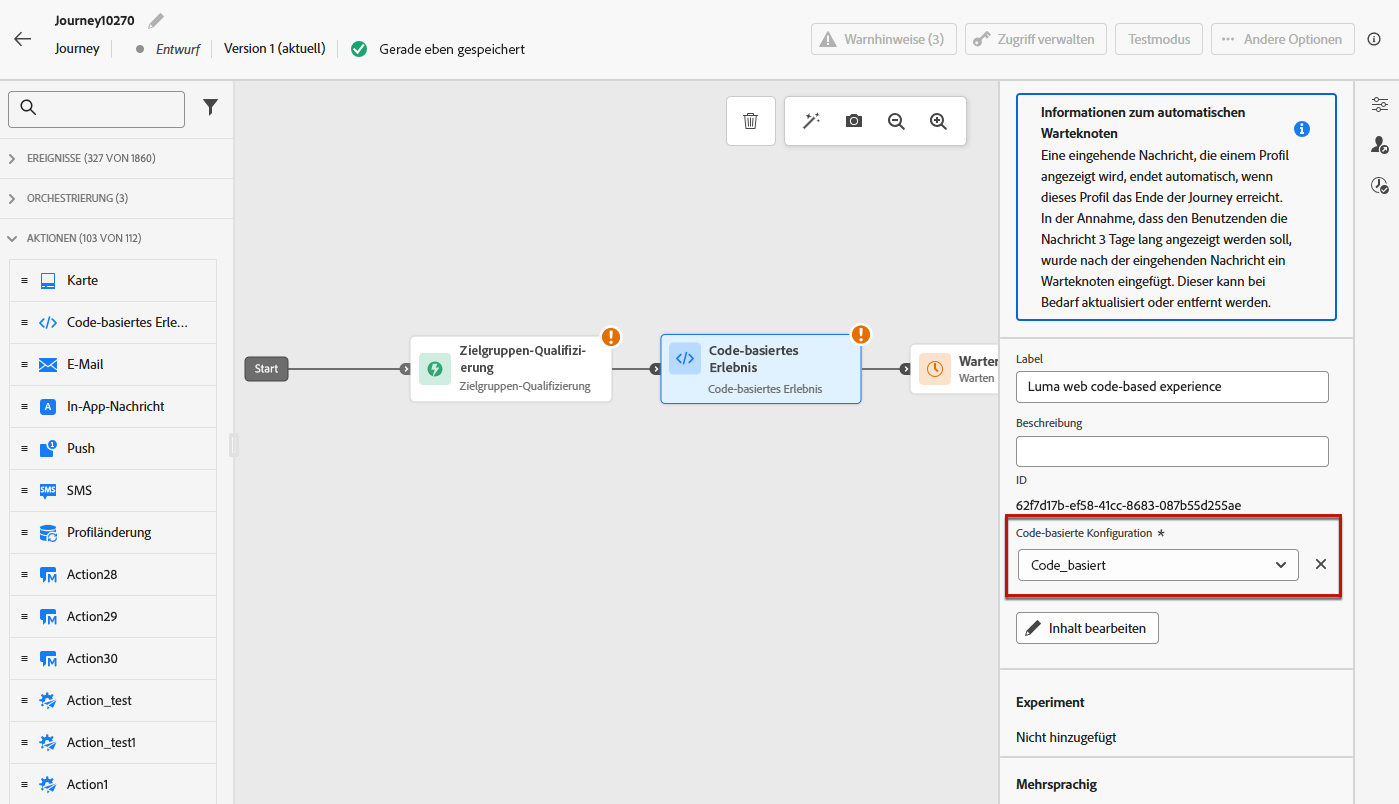 Journey10270
Journey
Entwurf
Version 1 (aktuell)
Gerade eben gespeichert
Warnhinweise (3)
Zugriff verwalten
Testmodus
Andere Optionen
EREIGNISSE (327 VON 1860)
ORCHESTRIERUNG (3)
AKTIONEN (103 VON 112)
Karte
Code-basiertes Erle...
E-Mail
In-App-Nachricht
Push
SMS
Profiländerung
Action28
Action29
Action30
Action_test
Action_test1
Action1
Start
Zielgruppen-Qualifizi-
erung
Zielgruppen-Qualifizierung
Code-basiertes
Erlebnis
Code-basiertes Erlebnis
Warten
Warten
Informationen zum automatischen
Warteknoten
Eine eingehende Nachricht, die einem Profil
angezeigt wird, endet automatisch, wenn
dieses Profil das Ende der Journey erreicht.
In der Annahme, dass den Benutzenden die
Nachricht 3 Tage lang angezeigt werden soll,
wurde nach der eingehenden Nachricht ein
Warteknoten eingefügt. Dieser kann bei
Bedarf aktualisiert oder entfernt werden.
Label
Luma web code-based experience
Beschreibung
ID
62f7d17b-ef58-41cc-8683-087b55d255ae
Code-basierte Konfiguration *
Code_basiert
Inhalt bearbeiten
Experiment
Nicht hinzugefügt
Mehrsprachig